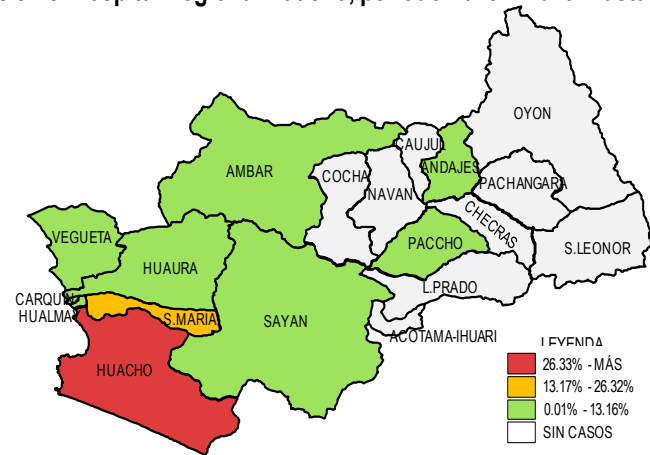 OYON
CAUJUL
AMBAR
COCHA
ANDAJES
NAVAN
PACHANGARA
CHECRAS
VEGUETA
PACCHO
S.LEONOR
HUAURA
L.PRADO
CARQUIN
HUALMA
S.MARIA
SAYAN
ACOTAMA-IHUARI
HUACHO
LEYENDA
26.33% - MÁS
13.17% - 26.32%
0.01% - 13.16%
SIN CASOS